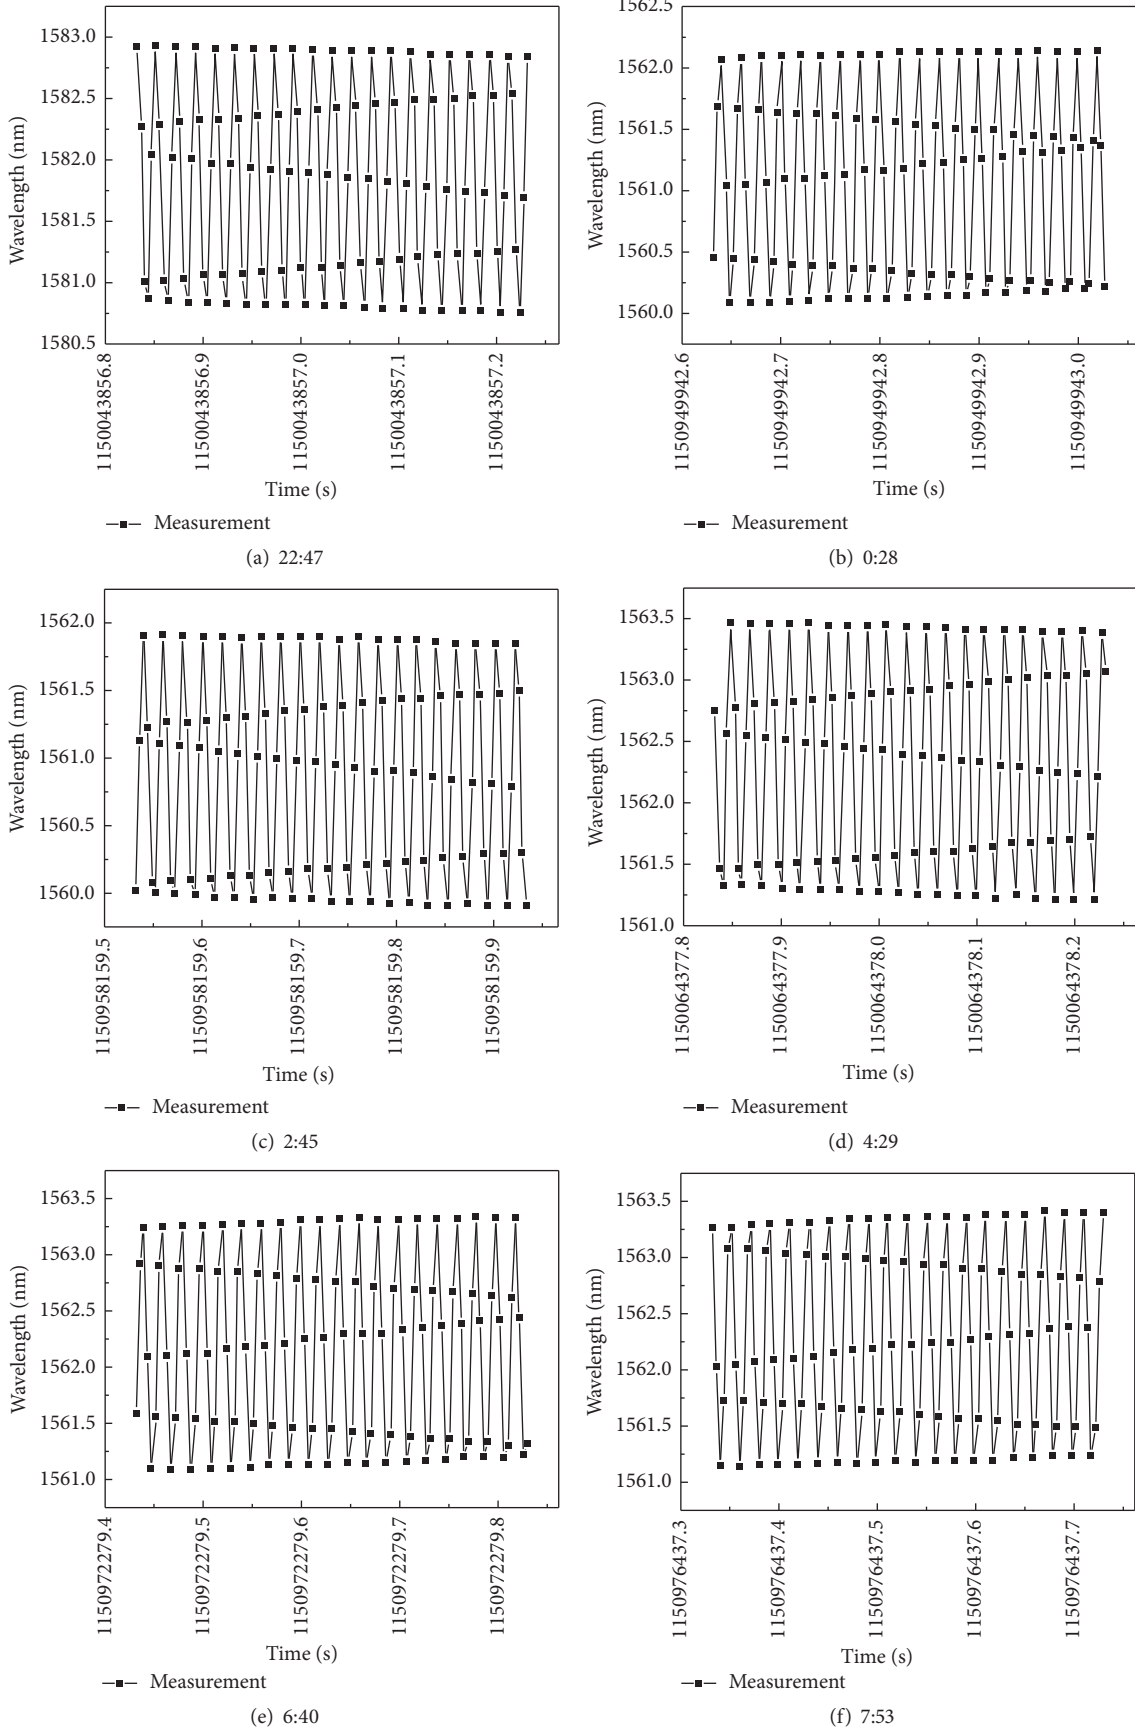 1583.0
1582.5
1582.0
1581.5
1581.0
1580.5
Wavelength (nm)
1150043856.8
1150043856.9
1150043857.0
1150043857.1
1150043857.2
Time (s)
Measurement
(a) 22:47
1562.5
1562.0
1561.5
1561.0
1560.5
1560.0
Wavelength (nm)
1150949942.6
1150949942.7
1150949942.8
1150949942.9
1150949943.0
Time (s)
Measurement
(b) 0:28
1562.0
1561.5
1561.0
1560.5
1560.0
Wavelength (nm)
1150958159.5
1150958159.6
1150958159.7
1150958159.8
1150958159.9
Time (s)
Measurement
(c) 2:45
1563.5
1563.0
1562.5
1562.0
1561.5
1561.0
Wavelength (nm)
1150064377.8
1150064377.9
1150064378.0
1150064378.1
1150064378.2
Time (s)
Measurement
(d) 4:29
1563.5
1563.0
1562.5
1562.0
1561.5
1561.0
Wavelength (nm)
1150972279.4
1150972279.5
1150972279.6
1150972279.7
1150972279.8
Time (s)
Measurement
(e) 6:40
1563.5
1563.0
1562.5
1562.0
1561.5
1561.0
Wavelength (nm)
1150976437.3
1150976437.4
1150976437.5
1150976437.6
1150976437.7
Time (s)
Measurement
(f) 7:53